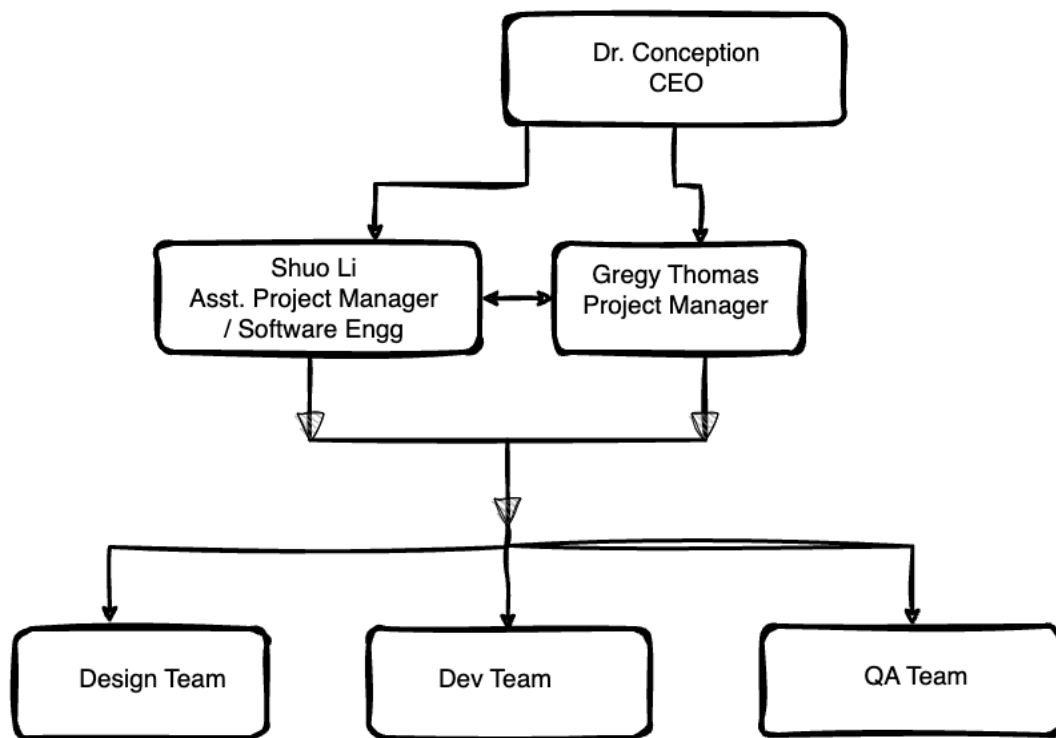 Dr. Conception
CEO
Shuo Li
Asst. Project Manager
/ Software Engg
Gregy Thomas
Project Manager
Design Team
Dev Team
QA Team